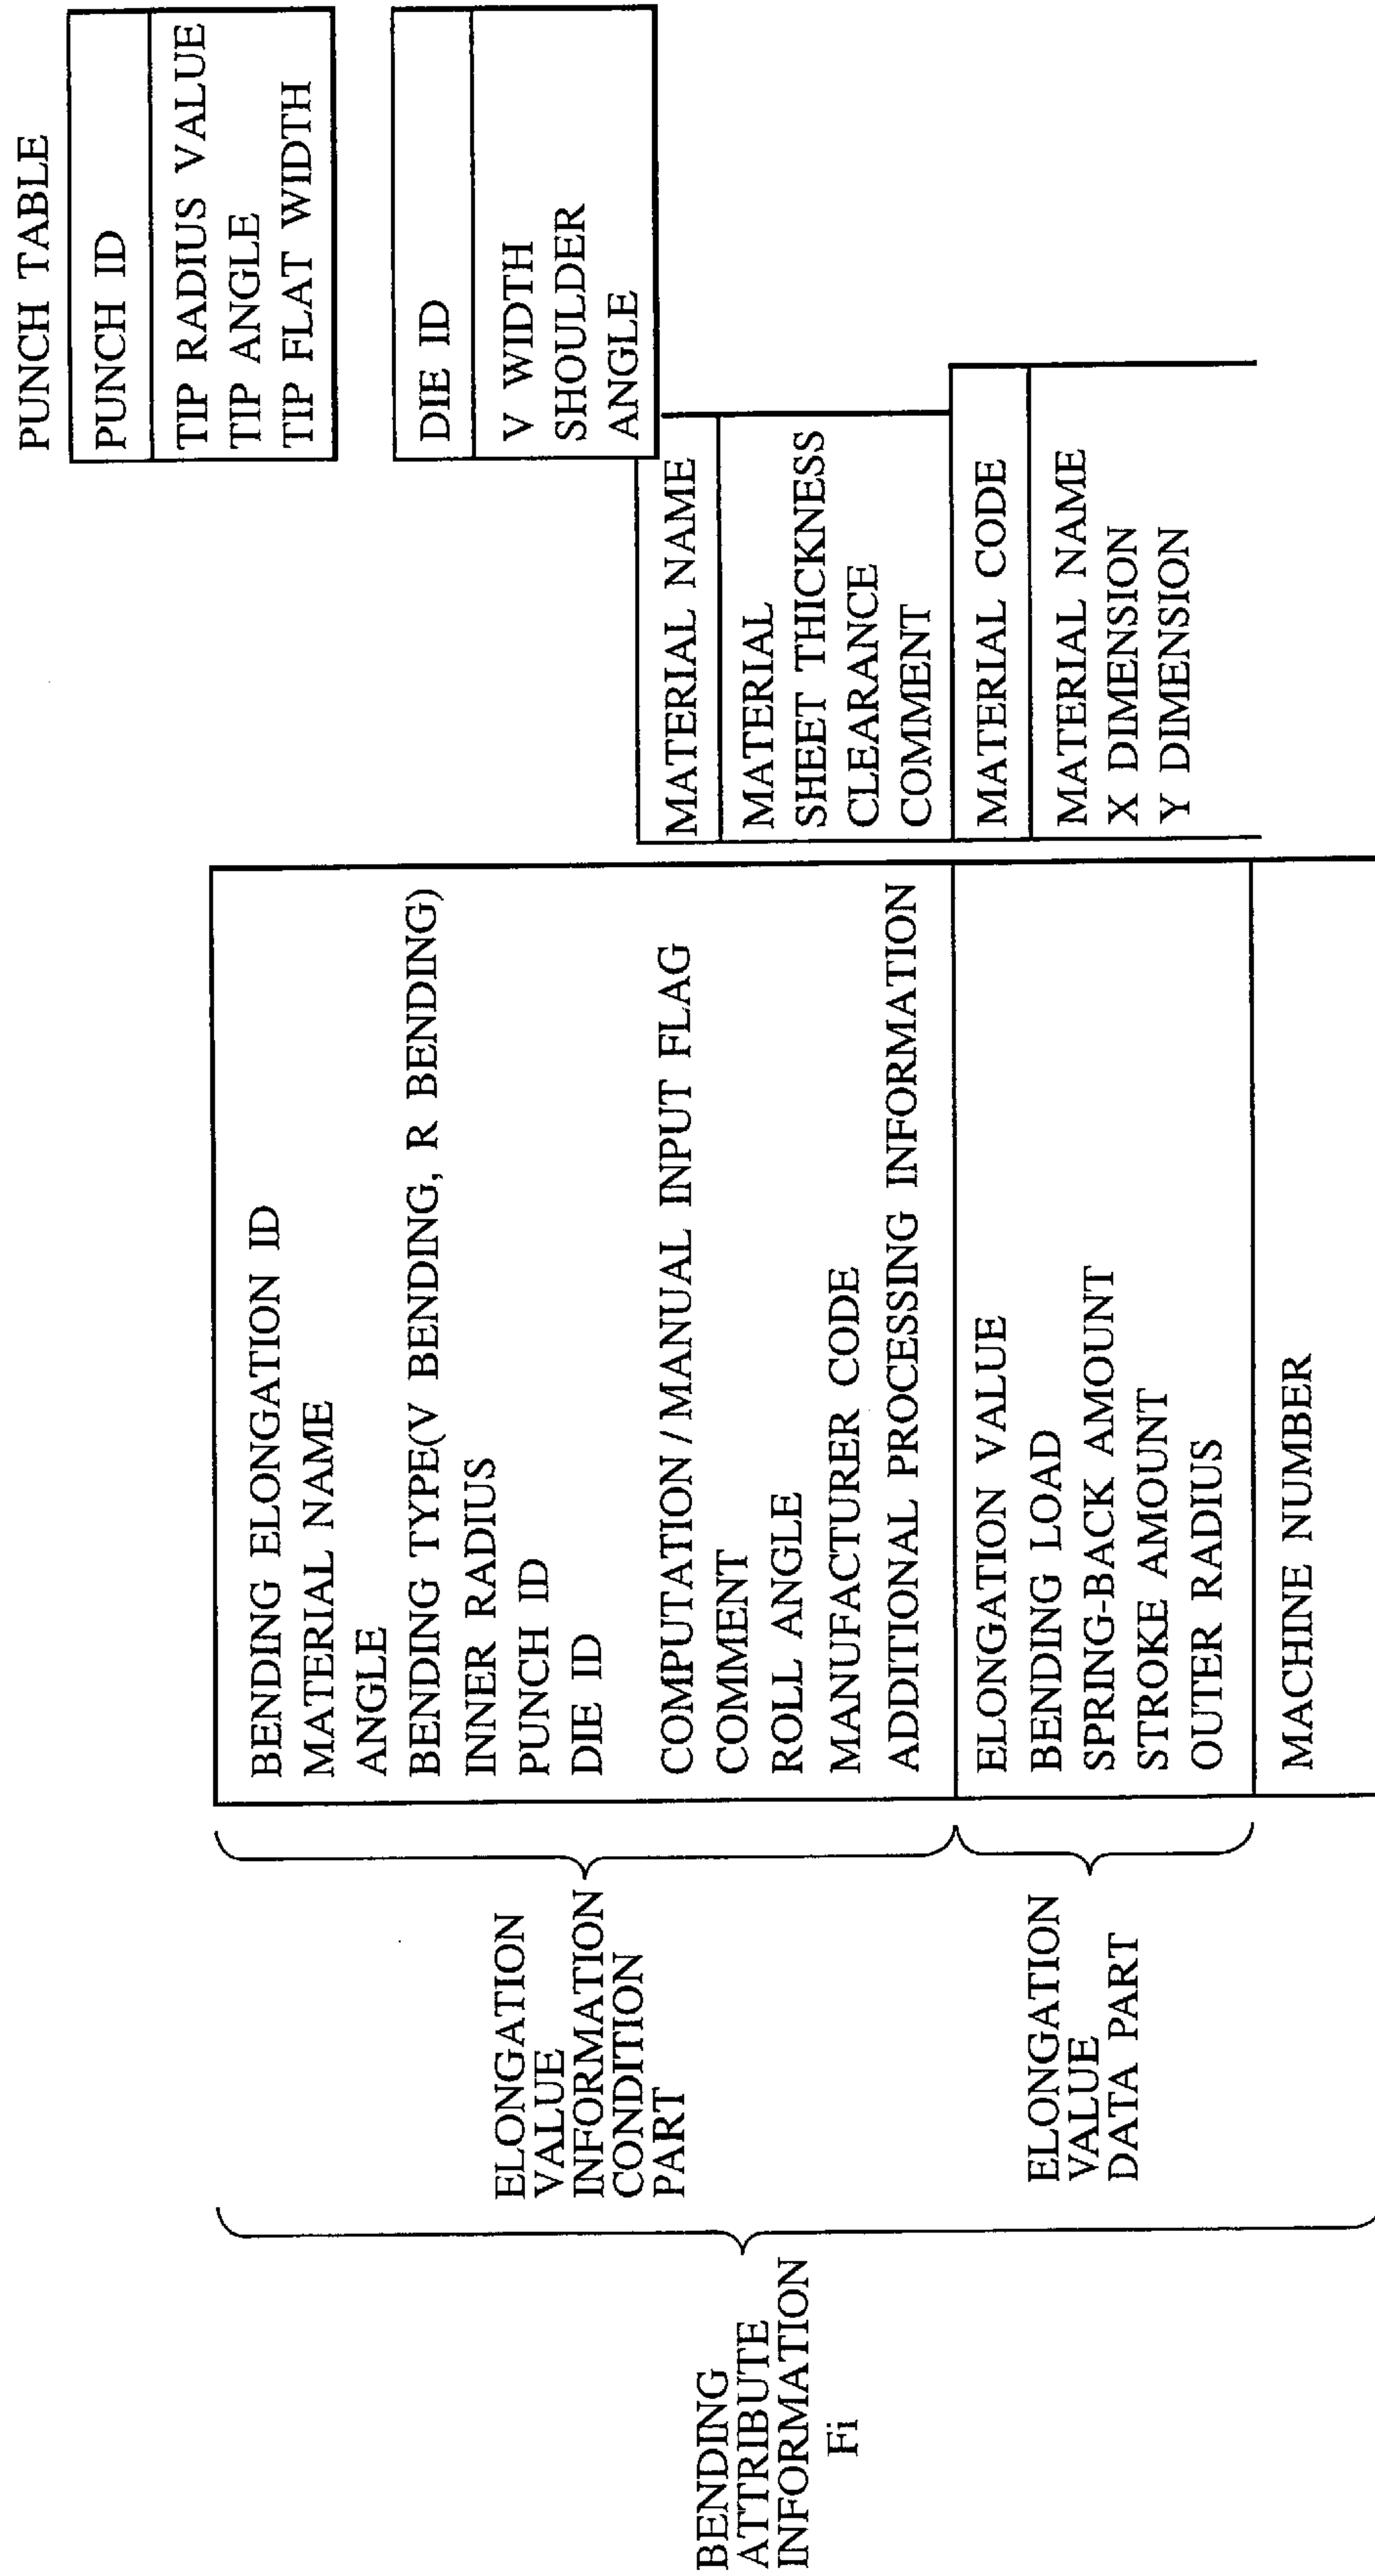 BENDING
ATTRIBUTE
INFORMATION
Fi
ELONGATION
VALUE
INFORMATION
CONDITION
PART
ELONGATION
VALUE
DATA PART
BENDING ELONGATION ID
MATERIAL NAME
ANGLE
BENDING TYPE(V BENDING, R BENDING)
INNER RADIUS
PUNCH ID
DIE ID
COMPUTATION / MANUAL INPUT FLAG
COMMENT
ROLL ANGLE
MANUFACTURER CODE
ADDITIONAL PROCESSING INFORMATION
ELONGATION VALUE
BENDING LOAD
SPRING-BACK AMOUNT
STROKE AMOUNT
OUTER RADIUS
MACHINE NUMBER
MATERIAL NAME
MATERIAL
SHEET THICKNESS
CLEARANCE
COMMENT
MATERIAL CODE
MATERIAL NAME
X DIMENSION
Y DIMENSION
PUNCH TABLE
PUNCH ID
TIP RADIUS VALUE
TIP ANGLE
TIP FLAT WIDTH
DIE ID
V WIDTH
SHOULDER
ANGLE